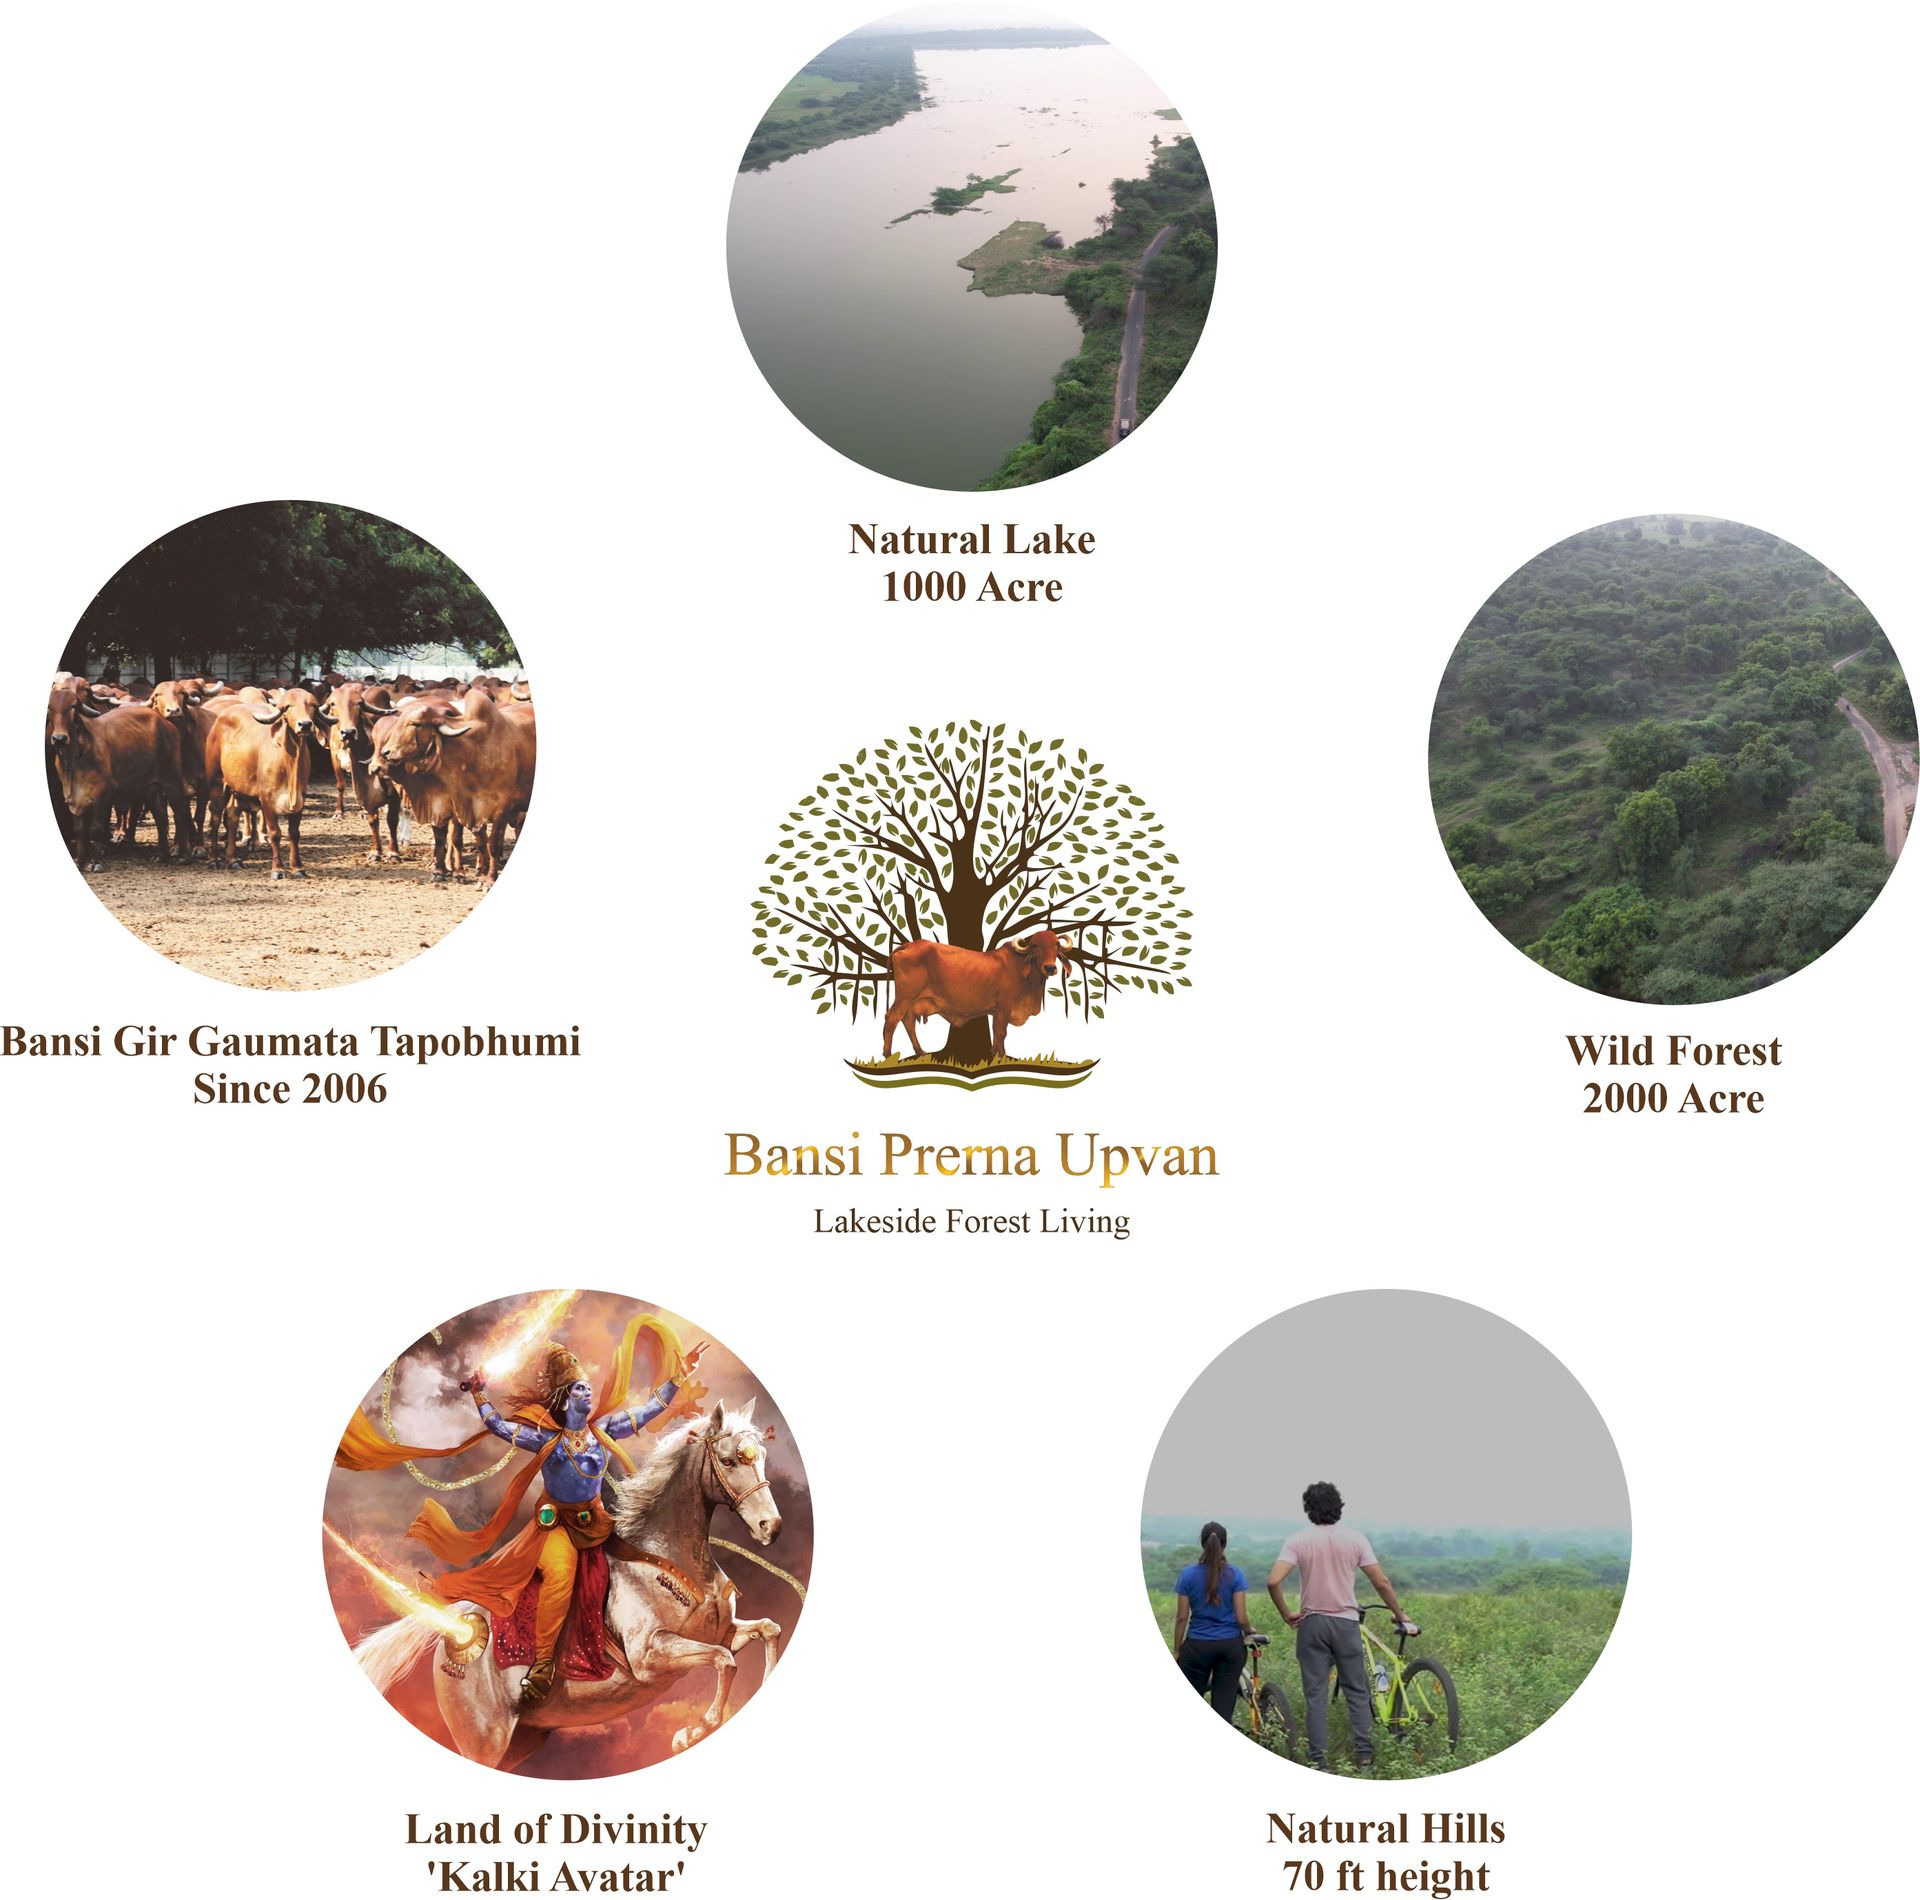 Natural Lake
1000 Acre
Bansi Gir Gaumata Tapobhumi
Since 2006
Wild Forest
2000 Acre
Bansi Prerna Upvan
Lakeside Forest Living
Land of Divinity
'Kalki Avatar'
Natural Hills
70 ft height